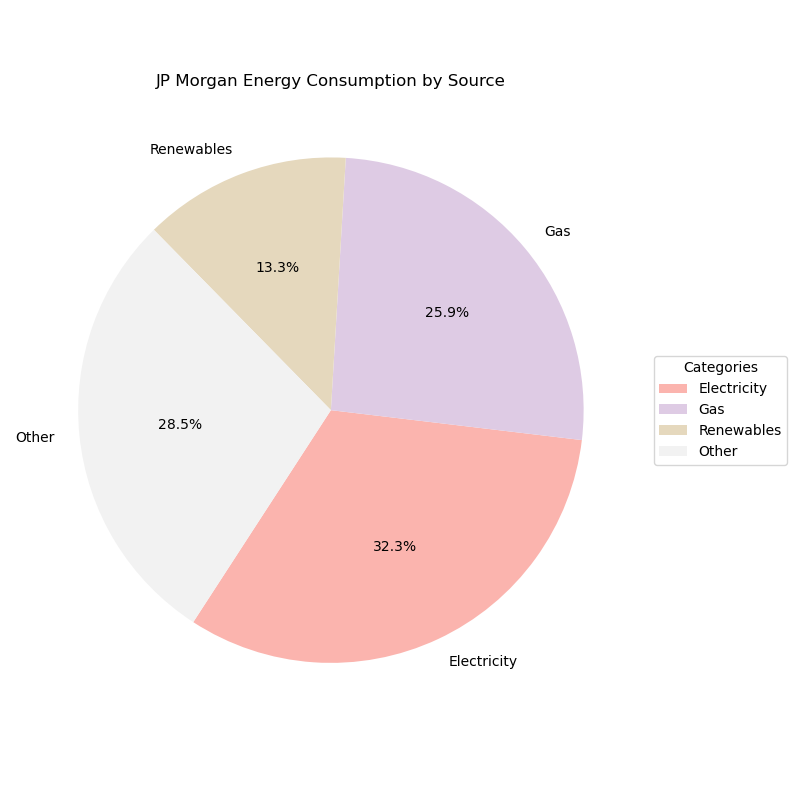 JP Morgan Energy Consumption by Source
Renewables
Gas
13.3%
25.9%
Other
28.5%
32.3%
Electricity
Categories
Electricity
Gas
Renewables
Other